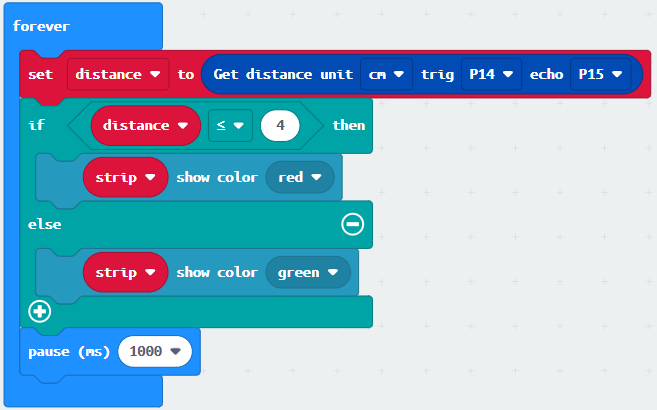 forever
set distance to Get distance unit cm trig P14 echo P15
if distance ≤ 4 then
strip show color red
else
strip show color green
pause (ms) 1000